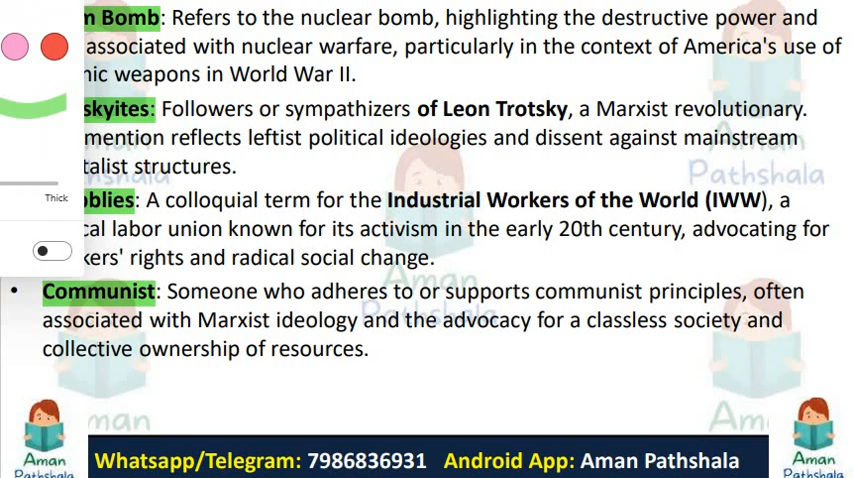 m Bomb: Refers to the nuclear bomb, highlighting the destructive power and
associated with nuclear warfare, particularly in the context of America's use of
ic weapons in World War II.
skyites: Followers or sympathizers of Leon Trotsky, a Marxist revolutionary.
mention reflects leftist political ideologies and dissent against mainstream
talist structures.
Thick
bblies: A colloquial term for the Industrial Workers of the World (IWW), a
cal labor union known for its activism in the early 20th century, advocating for
kers' rights and radical social change.
• Communist: Someone who adheres to or supports communist principles, often
associated with Marxist ideology and the advocacy for a classless society and
collective ownership of resources.
Aman
Pathshala
Whatsapp/Telegram: 7986836931 Android App: Aman Pathshala
Aman
Pathshala